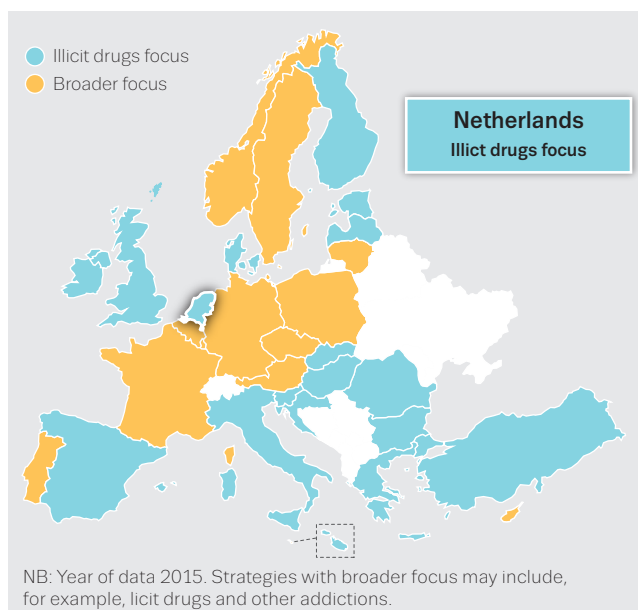 Illicit drugs focus
Broader focus
Netherlands
Illict drugs focus
NB: Year of data 2015. Strategies with broader focus may include,
for example, licit drugs and other addictions.